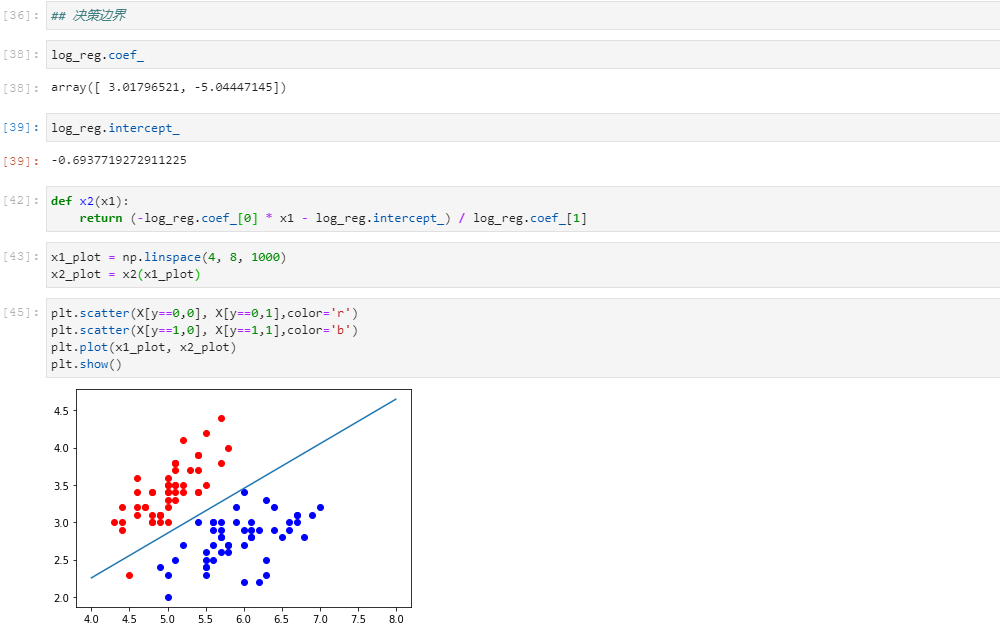 [36]: ## 决策边界
[38]: log_reg.coef_
[38]: array([ 3.01796521, -5.04447145])
[39]: log_reg.intercept_
[39]: -0.6937719272911225
[42]: def x2(x1):
return (-log_reg.coef_[0] * x1 - log_reg.intercept_) / log_reg.coef_[1]
[43]: x1_plot = np.linspace(4, 8, 1000)
x2_plot = x2(x1_plot)
[45]: plt.scatter(X[y==0,0], X[y==0,1],color='r')
plt.scatter(X[y==1,0], X[y==1,1],color='b')
plt.plot(x1_plot, x2_plot)
plt.show()
4.5
4.0
3.5
3.0
2.5
2.0
4.0 4.5 5.0 5.5 6.0 6.5 7.0 7.5 8.0